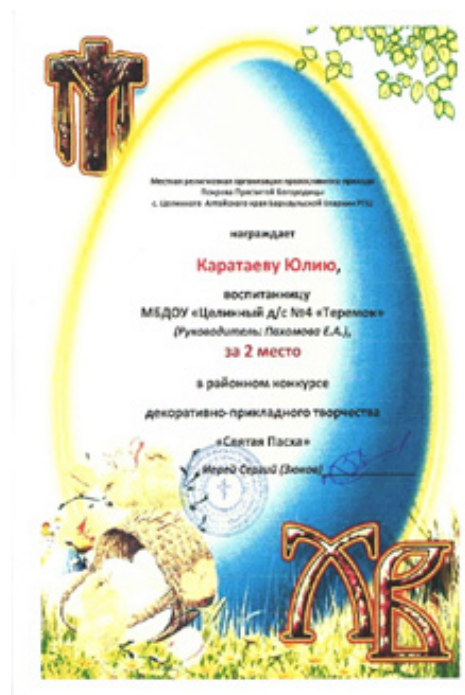 Местная религиозная организация православного прихода
Покрова Пресвятой Богородицы
с. Целинного Алтайского края Барнаульской Епархии РПЦ
награждает
Каратаеву Юлию,
воспитанницу
МБДОУ «Целинный д/с №4 «Теремок»
(Руководитель: Пахомова Е.А.),
за 2 место
в районном конкурсе
декоративно-прикладного творчества
«Святая Пасха»
Иерей Сергий (Зюков)
ХВ